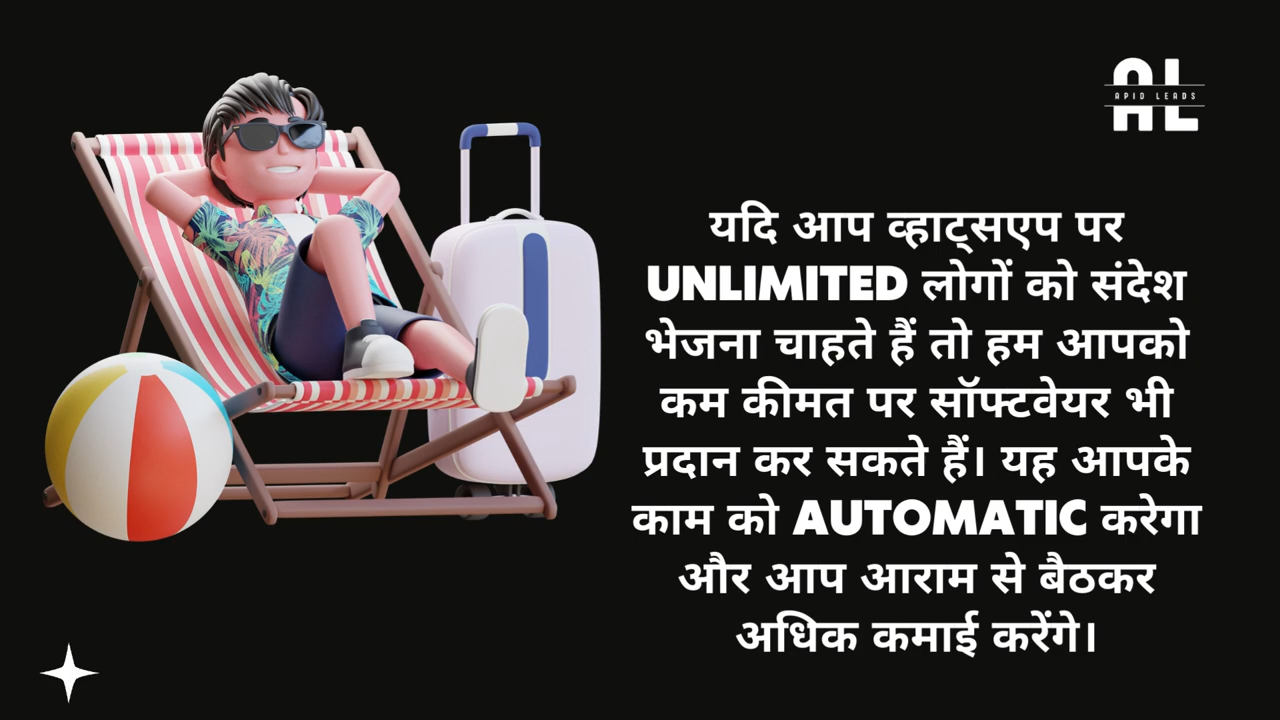 AL
APID LEADS
यदि आप व्हाट्सएप पर
UNLIMITED लोगों को संदेश
भेजना चाहते हैं तो हम आपको
कम कीमत पर सॉफ्टवेयर भी
प्रदान कर सकते हैं। यह आपके
काम को AUTOMATIC करेगा
और आप आराम से बैठकर
अधिक कमाई करेंगे।